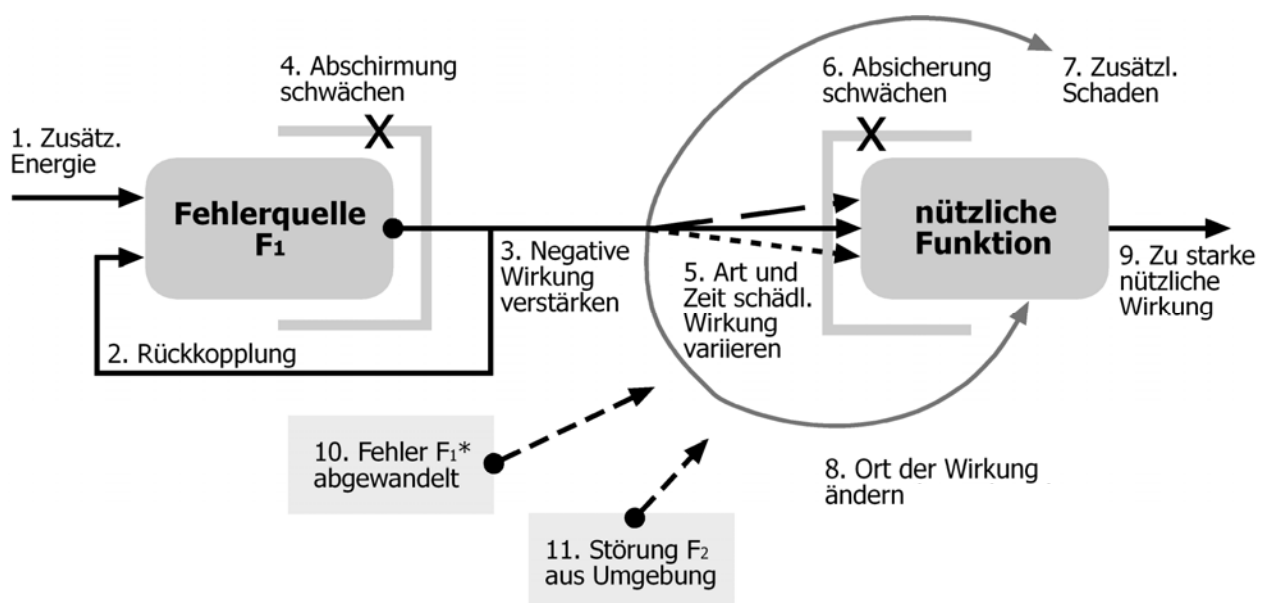 4. Abschirmung
schwächen
6. Absicherung
schwächen
7. Zusätzl.
Schaden
1. Zusätz.
Energie
Fehlerquelle
F1
nützliche
Funktion
3. Negative
Wirkung
verstärken
5. Art und
Zeit schädl.
Wirkung
variieren
9. Zu starke
nützliche
Wirkung
2. Rückkopplung
10. Fehler F1*
abgewandelt
8. Ort der Wirkung
ändern
11. Störung F2
aus Umgebung